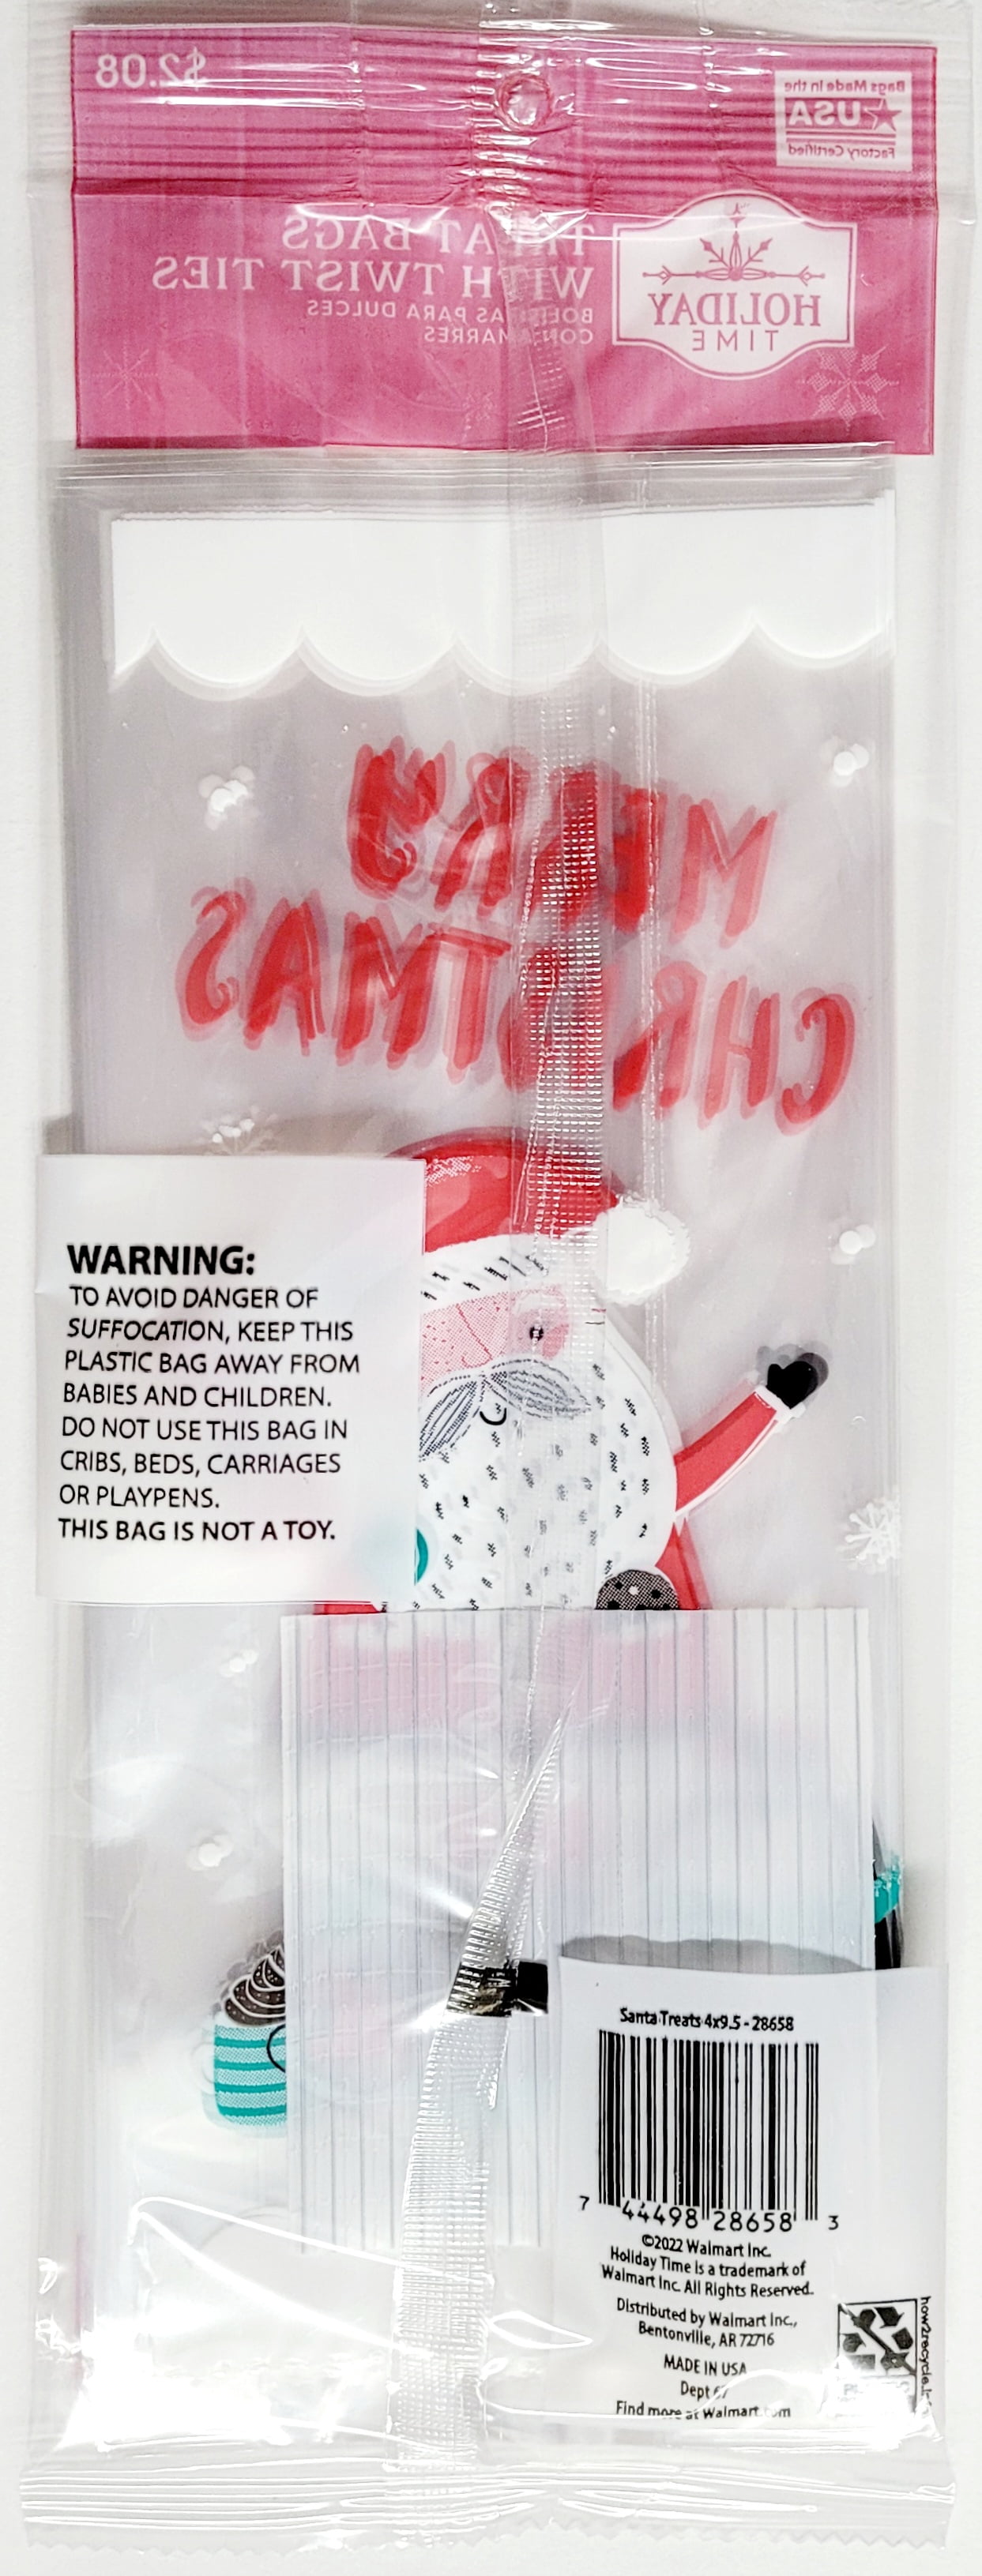 $2.08
Bags Made in the
USA
Factory Certified
TREAT BAGS
WITH TWIST TIES
BOLSITAS PARA DULCES
CON AMARRES
HOLIDAY
TIME
MERRY
CHRISTMAS
WARNING:
TO AVOID DANGER OF
SUFFOCATION, KEEP THIS
PLASTIC BAG AWAY FROM
BABIES AND CHILDREN.
DO NOT USE THIS BAG IN
CRIBS, BEDS, CARRIAGES
OR PLAYPENS.
THIS BAG IS NOT A TOY.
Santa Treats 4x9.5 - 28658
7 44498 28658 3
©2022 Walmart Inc.
Holiday Time is a trademark of
Walmart Inc. All Rights Reserved.
Distributed by Walmart Inc.,
Bentonville, AR 72716
MADE IN USA
Dept 67
Find more at Walmart.com